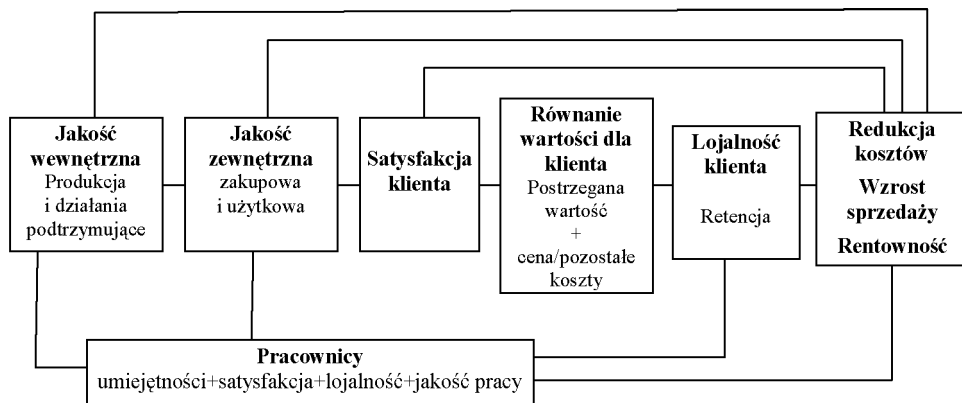 Jakość
wewnętrzna
Produkcja
i działania
podtrzymujące
Jakość
zewnętrzna
zakupowa
i użytkowa
Satysfakcja
klienta
Równanie
wartości dla
klienta
Postrzegana
wartość
+
cena/pozostałe
koszty
Lojalność
klienta
Retencja
Redukcja
kosztów
Wzrost
sprzedaży
Rentowność
Pracownicy
umiejętności+satysfakcja+lojalność+jakość pracy